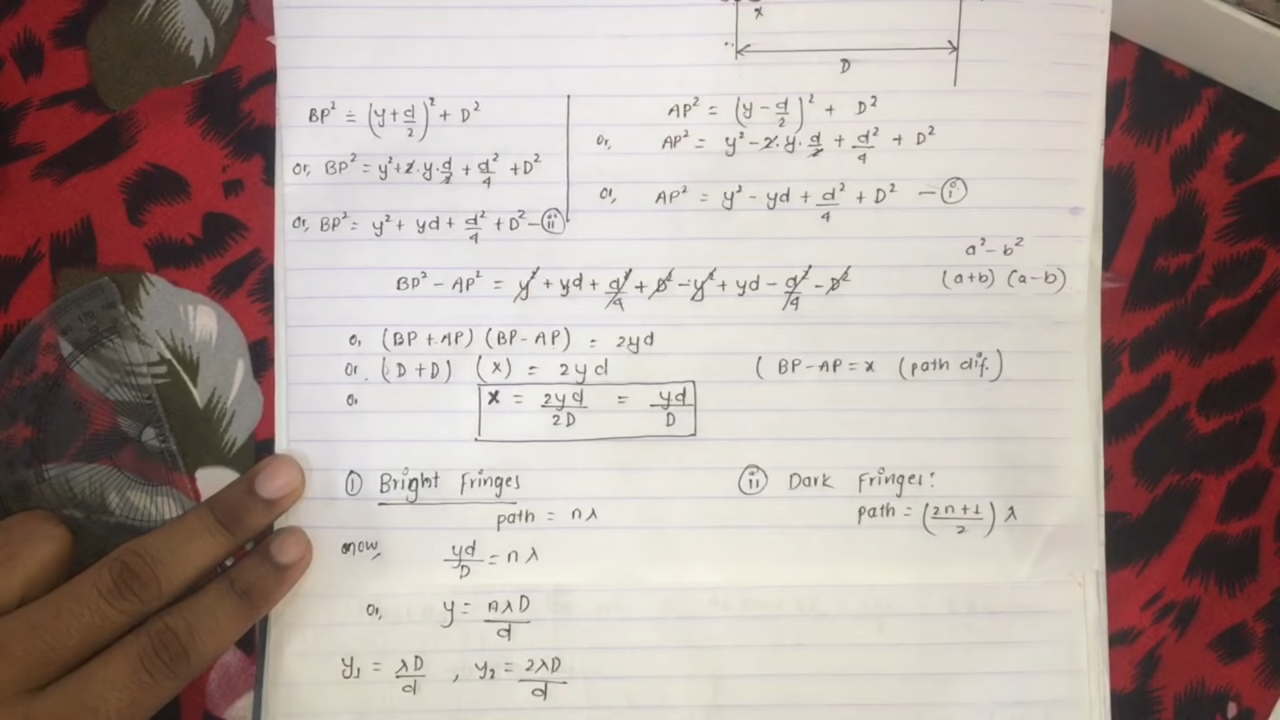 x
D
BP² = (y + d/2)² + D²
or, BP² = y² + 2·y·d/2 + d²/4 + D²
or, BP² = y² + yd + d²/4 + D² - (ii)
AP² = (y - d/2)² + D²
or, AP² = y² - 2·y·d/2 + d²/4 + D²
or, AP² = y² - yd + d²/4 + D² - (i)
a² - b²
(a+b) (a-b)
BP² - AP² = y² + yd + d²/4 + D² - y² + yd - d²/4 - D²
or, (BP + AP) (BP - AP) = 2yd
or, (D + D) (x) = 2yd ( BP - AP = x (path dif.)
or x = 2yd/2D = yd/D
(i) Bright Fringes
path = nλ
now, yd/D = nλ
or, y = nλD/d
y₁ = λD/d , y₂ = 2λD/d
(ii) Dark Fringes:
path = (2n+1/2) λ